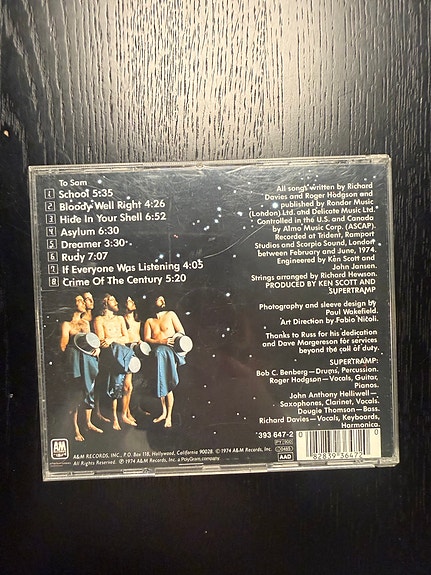 To Sam
1 School 5:35
2 Bloody Well Right 4:26
3 Hide In Your Shell 6:52
4 Asylum 6:30
5 Dreamer 3:30
6 Rudy 7:07
7 If Everyone Was Listening 4:05
8 Crime Of The Century 5:20
All songs written by Richard
Davies and Roger Hodgson and
published by Rondor Music
(London) Ltd. and Delicate Music Ltd.
Controlled in the U.S. and Canada
by Almo Music Corp. (ASCAP).
Recorded at Trident, Ramport
Studios and Scorpio Sound, London
between February and June, 1974.
Engineered by Ken Scott and
John Jansen.
Strings arranged by Richard Hewson.
PRODUCED BY KEN SCOTT AND
SUPERTRAMP
Photography and sleeve design by
Paul Wakefield.
Art Direction by Fabio Nicoli.
Thanks to Russ for his dedication
and Dave Margereson for services
beyond the call of duty.
SUPERTRAMP:
Bob C. Benberg—Drums, Percussion.
Roger Hodgson—Vocals, Guitar,
Pianos.
John Anthony Helliwell—
Saxophones, Clarinet, Vocals.
Dougie Thomson—Bass.
Richard Davies—Vocals, Keyboards,
Harmonica.
A&M
RECORDS
A&M RECORDS, INC., P.O. Box 118, Hollywood, California 90028. © 1974 A&M Records, Inc.
All Rights Reserved. ℗ 1974 A&M Records, Inc. a PolyGram company
393 647-2
AAD
0 0
82839 36472